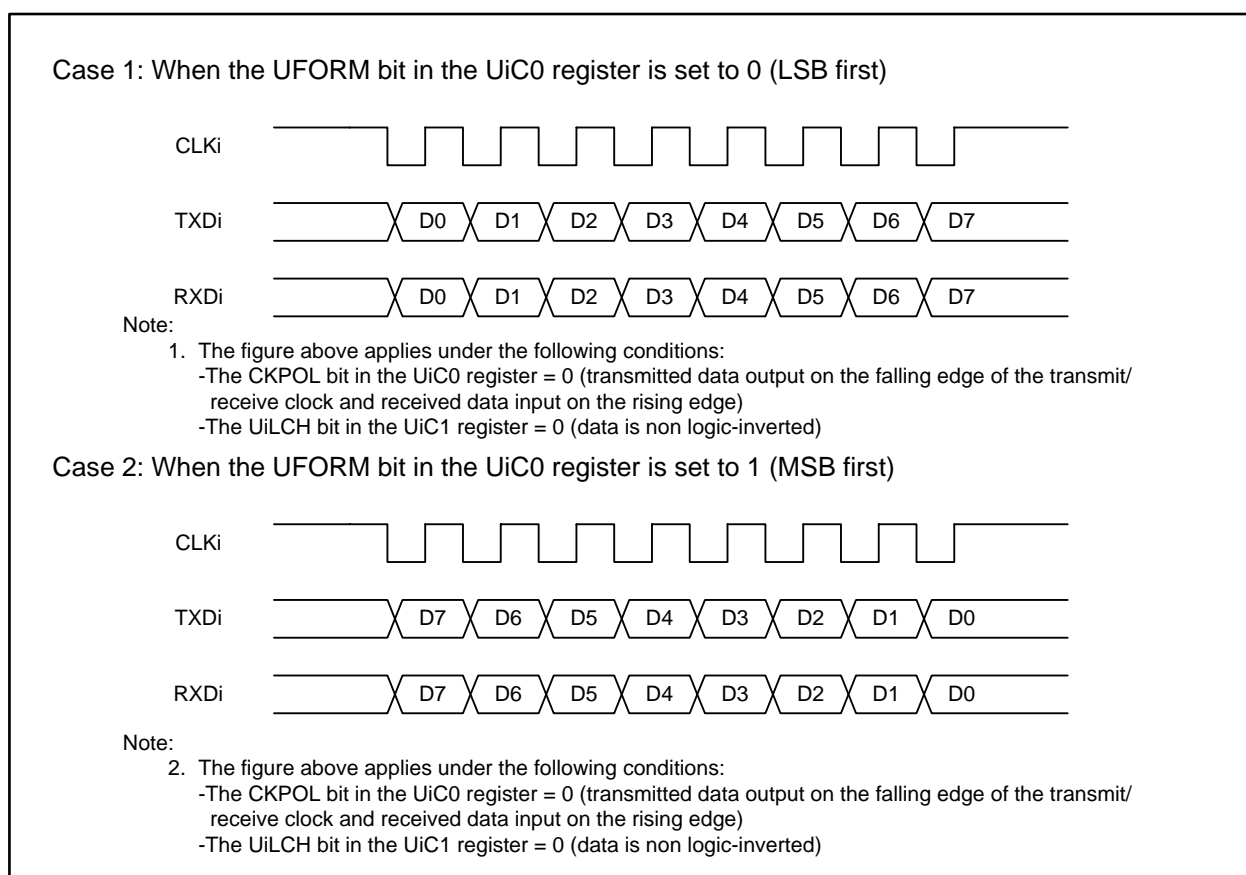 Case 1: When the UFORM bit in the UiC0 register is set to 0 (LSB first)
CLKi
TXDi D0 D1 D2 D3 D4 D5 D6 D7
RXDi D0 D1 D2 D3 D4 D5 D6 D7
Note:
1. The figure above applies under the following conditions:
-The CKPOL bit in the UiC0 register = 0 (transmitted data output on the falling edge of the transmit/
receive clock and received data input on the rising edge)
-The UiLCH bit in the UiC1 register = 0 (data is non logic-inverted)
Case 2: When the UFORM bit in the UiC0 register is set to 1 (MSB first)
CLKi
TXDi D7 D6 D5 D4 D3 D2 D1 D0
RXDi D7 D6 D5 D4 D3 D2 D1 D0
Note:
2. The figure above applies under the following conditions:
-The CKPOL bit in the UiC0 register = 0 (transmitted data output on the falling edge of the transmit/
receive clock and received data input on the rising edge)
-The UiLCH bit in the UiC1 register = 0 (data is non logic-inverted)